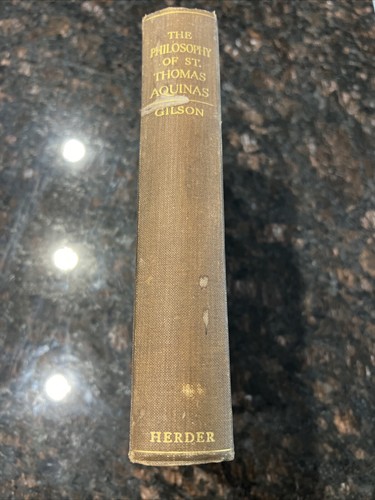 THE
PHILOSOPHY
OF ST.
THOMAS
AQUINAS
GILSON
HERDER